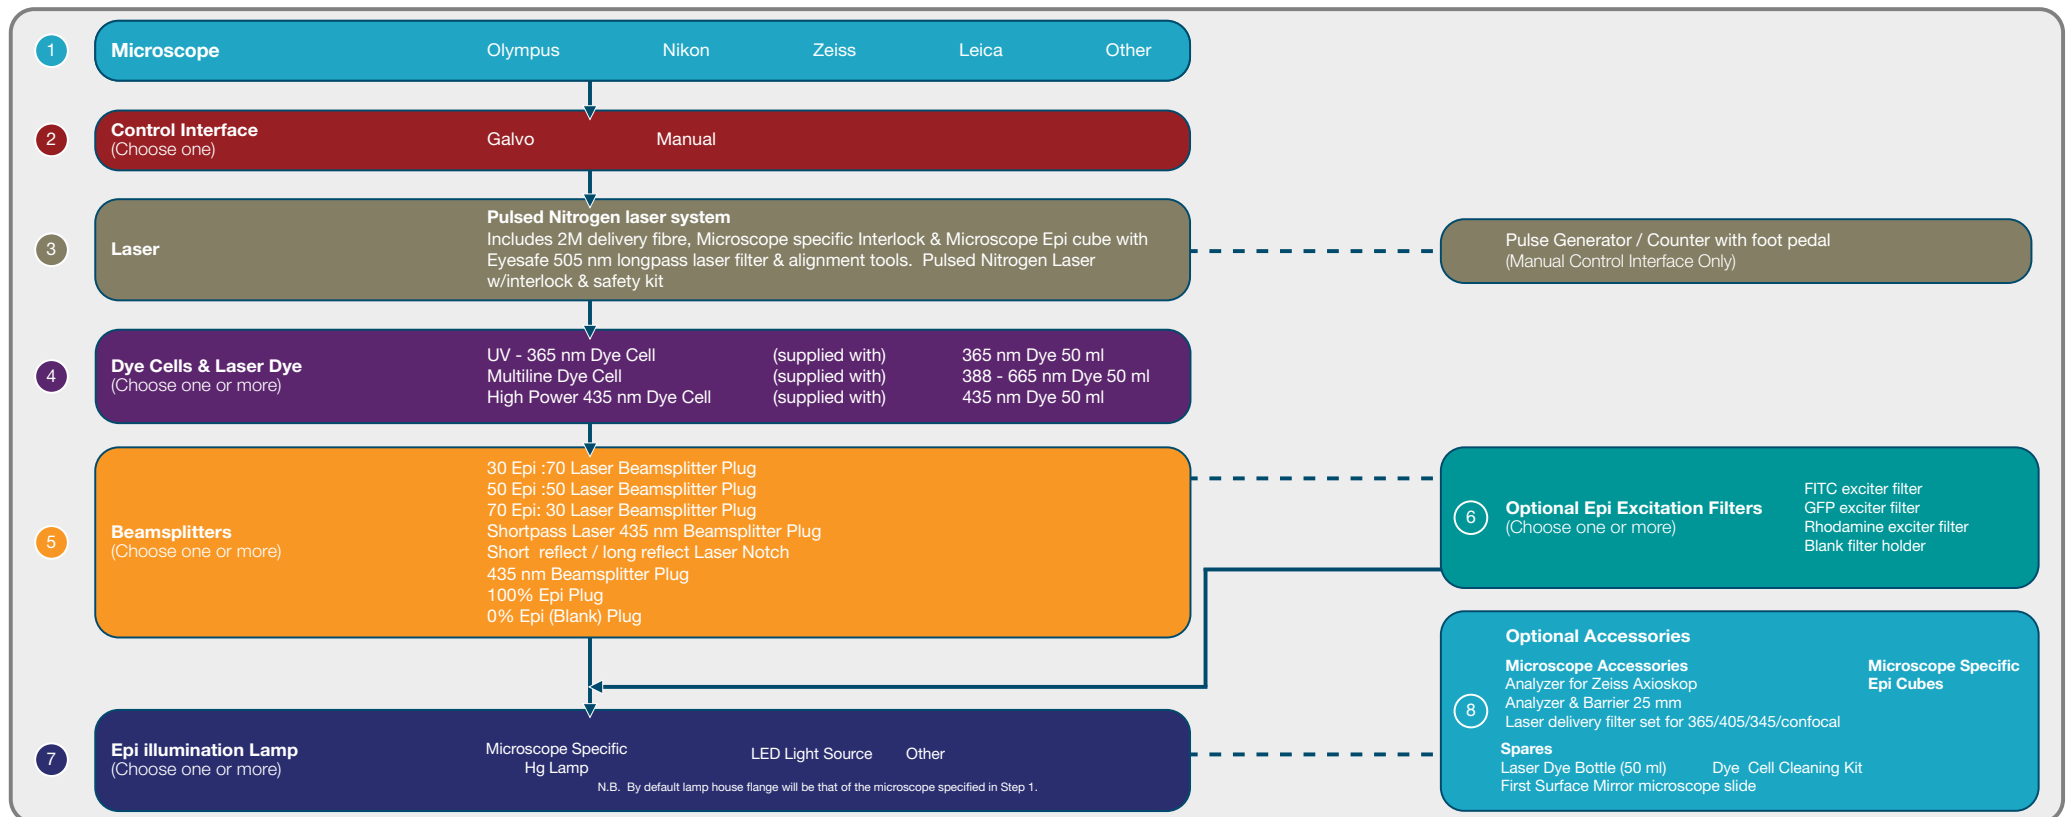 1 Microscope Olympus Nikon Zeiss Leica Other
2 Control Interface
(Choose one)
Galvo Manual
3 Laser
Pulsed Nitrogen laser system
Includes 2M delivery fibre, Microscope specific Interlock & Microscope Epi cube with
Eyesafe 505 nm longpass laser filter & alignment tools. Pulsed Nitrogen Laser
w/interlock & safety kit
Pulse Generator / Counter with foot pedal
(Manual Control Interface Only)
4 Dye Cells & Laser Dye
(Choose one or more)
UV - 365 nm Dye Cell (supplied with) 365 nm Dye 50 ml
Multiline Dye Cell (supplied with) 388 - 665 nm Dye 50 ml
High Power 435 nm Dye Cell (supplied with) 435 nm Dye 50 ml
5 Beamsplitters
(Choose one or more)
30 Epi :70 Laser Beamsplitter Plug
50 Epi :50 Laser Beamsplitter Plug
70 Epi: 30 Laser Beamsplitter Plug
Shortpass Laser 435 nm Beamsplitter Plug
Short reflect / long reflect Laser Notch
435 nm Beamsplitter Plug
100% Epi Plug
0% Epi (Blank) Plug
6 Optional Epi Excitation Filters
(Choose one or more)
FITC exciter filter
GFP exciter filter
Rhodamine exciter filter
Blank filter holder
7 Epi illumination Lamp
(Choose one or more)
Microscope Specific
Hg Lamp
LED Light Source Other
N.B. By default lamp house flange will be that of the microscope specified in Step 1.
8 Optional Accessories
Microscope Accessories
Analyzer for Zeiss Axioskop
Analyzer & Barrier 25 mm
Laser delivery filter set for 365/405/345/confocal
Microscope Specific
Epi Cubes
Spares
Laser Dye Bottle (50 ml) Dye Cell Cleaning Kit
First Surface Mirror microscope slide